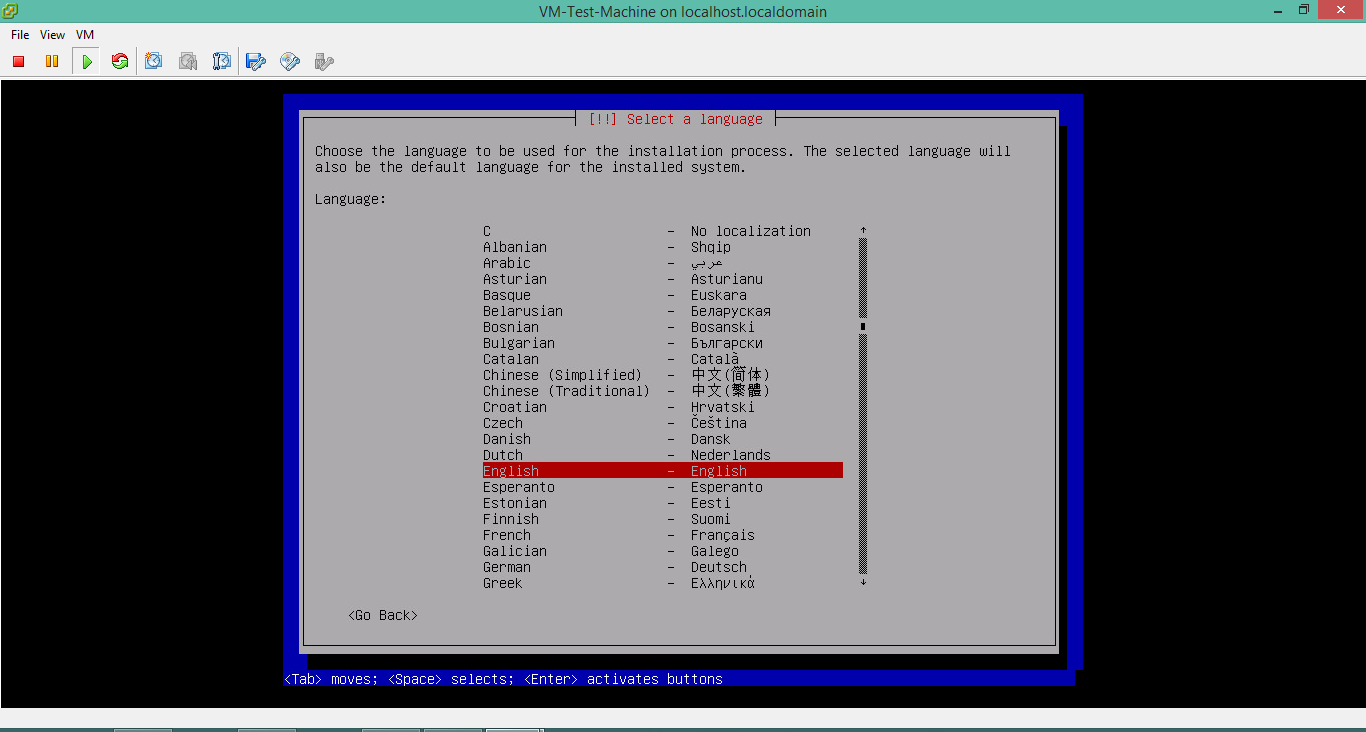 VM-Test-Machine on localhost.localdomain
File View VM
[!!] Select a language
Choose the language to be used for the installation process. The selected language will
also be the default language for the installed system.
Language:
C - No localization ↑
Albanian - Shqip
Arabic - عربي
Asturian - Asturianu
Basque - Euskara
Belarusian - Беларуская
Bosnian - Bosanski
Bulgarian - Български
Catalan - Català
Chinese (Simplified) - 中文(简体)
Chinese (Traditional) - 中文(繁體)
Croatian - Hrvatski
Czech - Čeština
Danish - Dansk
Dutch - Nederlands
English - English
Esperanto - Esperanto
Estonian - Eesti
Finnish - Suomi
French - Français
Galician - Galego
German - Deutsch
Greek - Ελληνικά ↓
<Go Back>
<Tab> moves; <Space> selects; <Enter> activates buttons